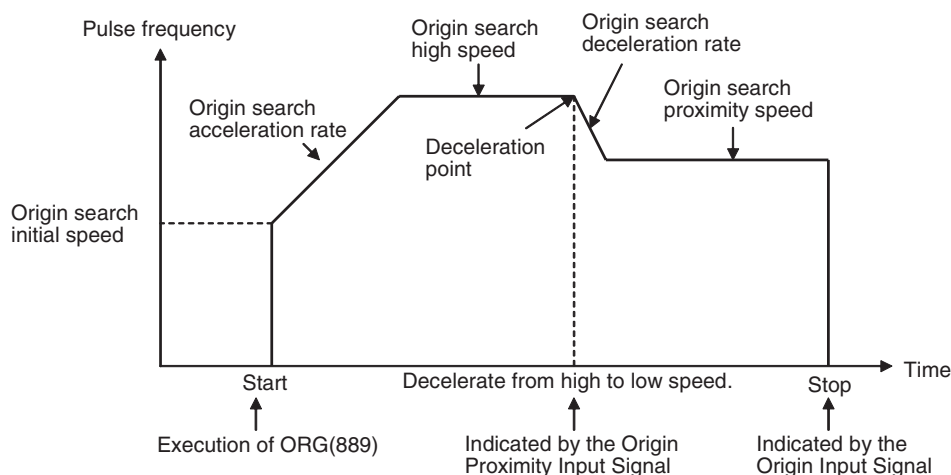 Pulse frequency
Origin search
high speed
Origin search
deceleration rate
Origin search
acceleration rate
Origin search
proximity speed
Deceleration
point
Origin search
initial speed
Start
Decelerate from high to low speed.
Stop
Time
Execution of ORG(889)
Indicated by the Origin
Proximity Input Signal
Indicated by the
Origin Input Signal